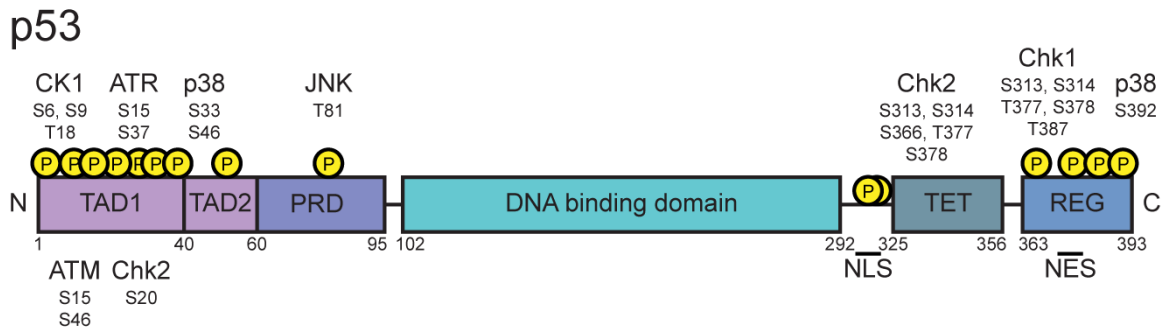 p53
CK1 ATR p38 JNK Chk2 Chk1 p38
S6, S9 S15 S33 T81 S313, S314 S313, S314 S392
T18 S37 S46 S366, T377 T377, S378
S378 T387
P P P P P P P P P P P P P P
N TAD1 TAD2 PRD DNA binding domain TET REG C
1 40 60 95 102 292 325 356 363 393
NLS NES
ATM Chk2
S15 S20
S46